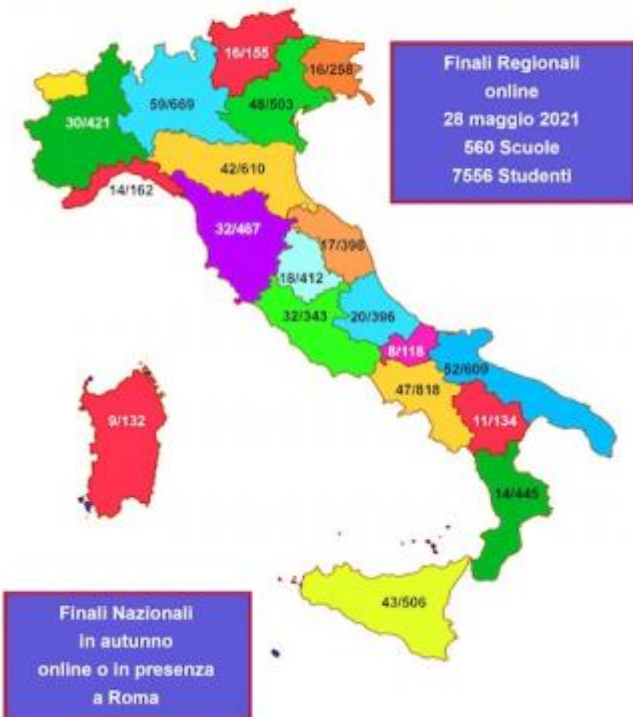 16/155
16/258
59/669
48/503
30/421
Finali Regionali
online
28 maggio 2021
560 Scuole
7556 Studenti
42/610
14/162
32/467
17/398
18/412
32/343
20/396
8/118
52/609
47/818
11/134
9/132
14/445
43/506
Finali Nazionali
in autunno
online o in presenza
a Roma